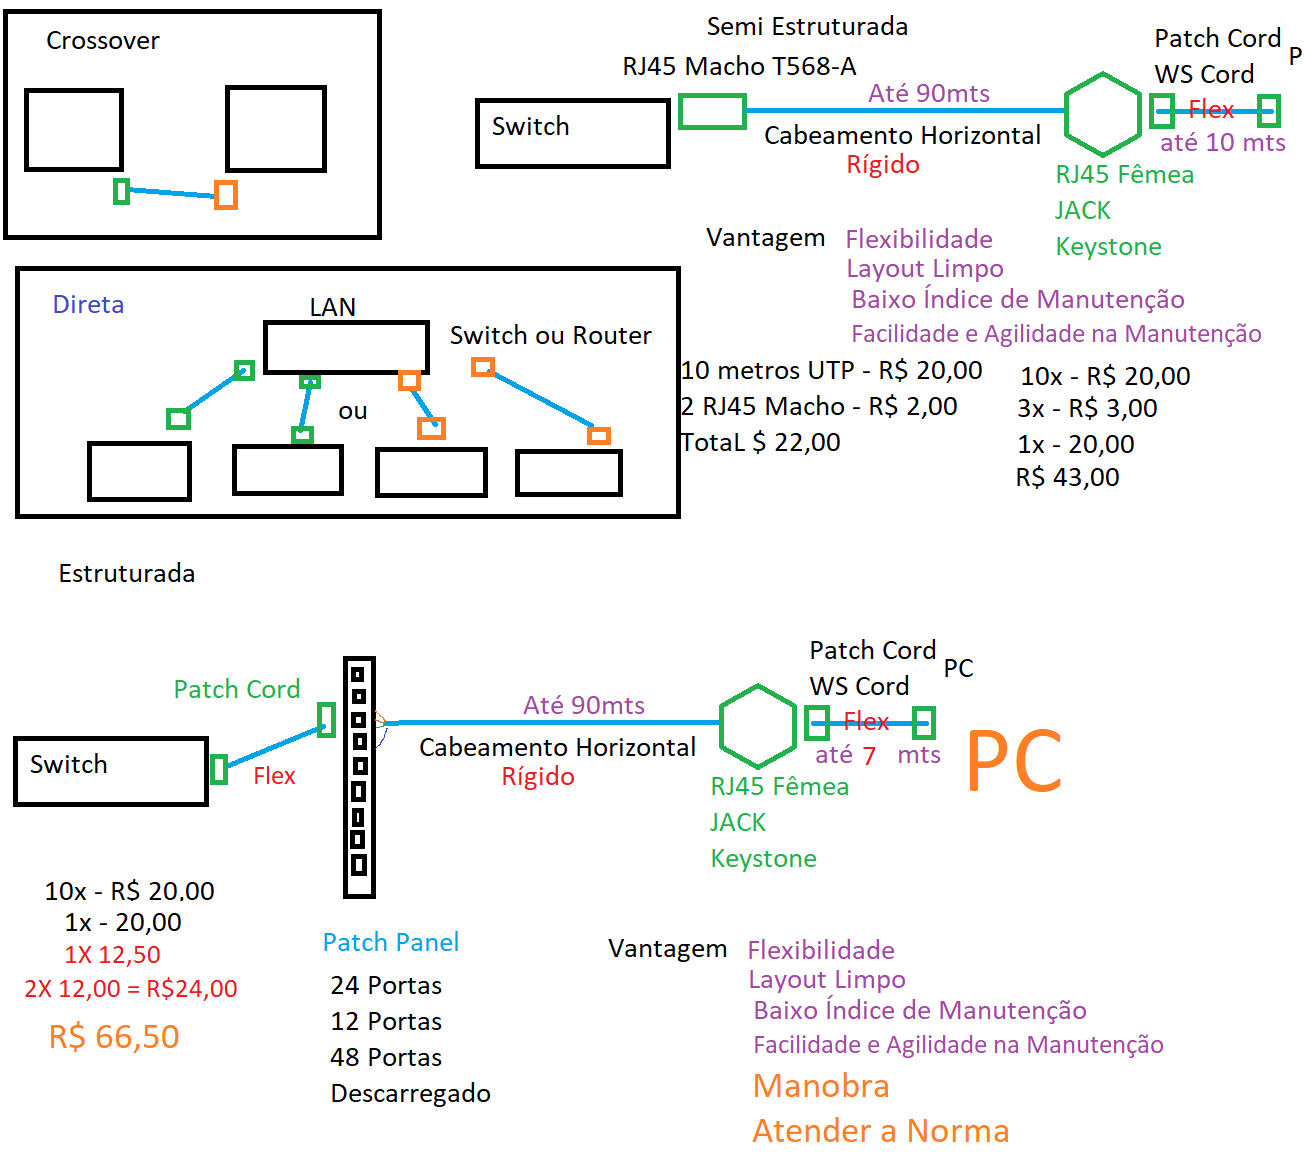 Crossover
Semi Estruturada
RJ45 Macho T568-A
Patch Cord
P
WS Cord
Até 90mts
Flex
Switch
Cabeamento Horizontal
até 10 mts
Rígido
RJ45 Fêmea
JACK
Keystone
Vantagem
Flexibilidade
Layout Limpo
Baixo Índice de Manutenção
Facilidade e Agilidade na Manutenção
Direta
LAN
Switch ou Router
ou
10 metros UTP - R$ 20,00
2 RJ45 Macho - R$ 2,00
TotaL $ 22,00
10x - R$ 20,00
3x - R$ 3,00
1x - 20,00
R$ 43,00
Estruturada
Patch Cord
Switch
Flex
Até 90mts
Cabeamento Horizontal
Rígido
Patch Cord
WS Cord
PC
Flex
até 7 mts
PC
RJ45 Fêmea
JACK
Keystone
10x - R$ 20,00
1x - 20,00
1X 12,50
2X 12,00 = R$24,00
R$ 66,50
Patch Panel
24 Portas
12 Portas
48 Portas
Descarregado
Vantagem
Flexibilidade
Layout Limpo
Baixo Índice de Manutenção
Facilidade e Agilidade na Manutenção
Manobra
Atender a Norma